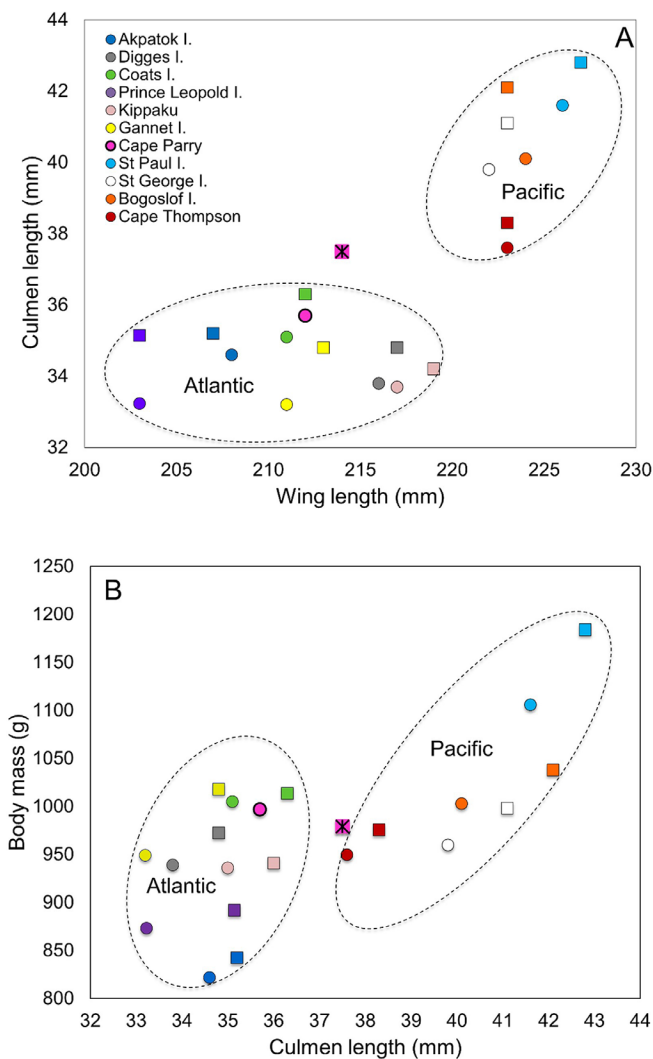 A
Akpatok I.
Digges I.
Coats I.
Prince Leopold I.
Kippaku
Gannet I.
Cape Parry
St Paul I.
St George I.
Bogoslof I.
Cape Thompson
Pacific
Atlantic
Culmen length (mm)
44
42
40
38
36
34
32
200 205 210 215 220 225 230
Wing length (mm)
B
Pacific
Atlantic
Body mass (g)
1250
1200
1150
1100
1050
1000
950
900
850
800
32 33 34 35 36 37 38 39 40 41 42 43 44
Culmen length (mm)